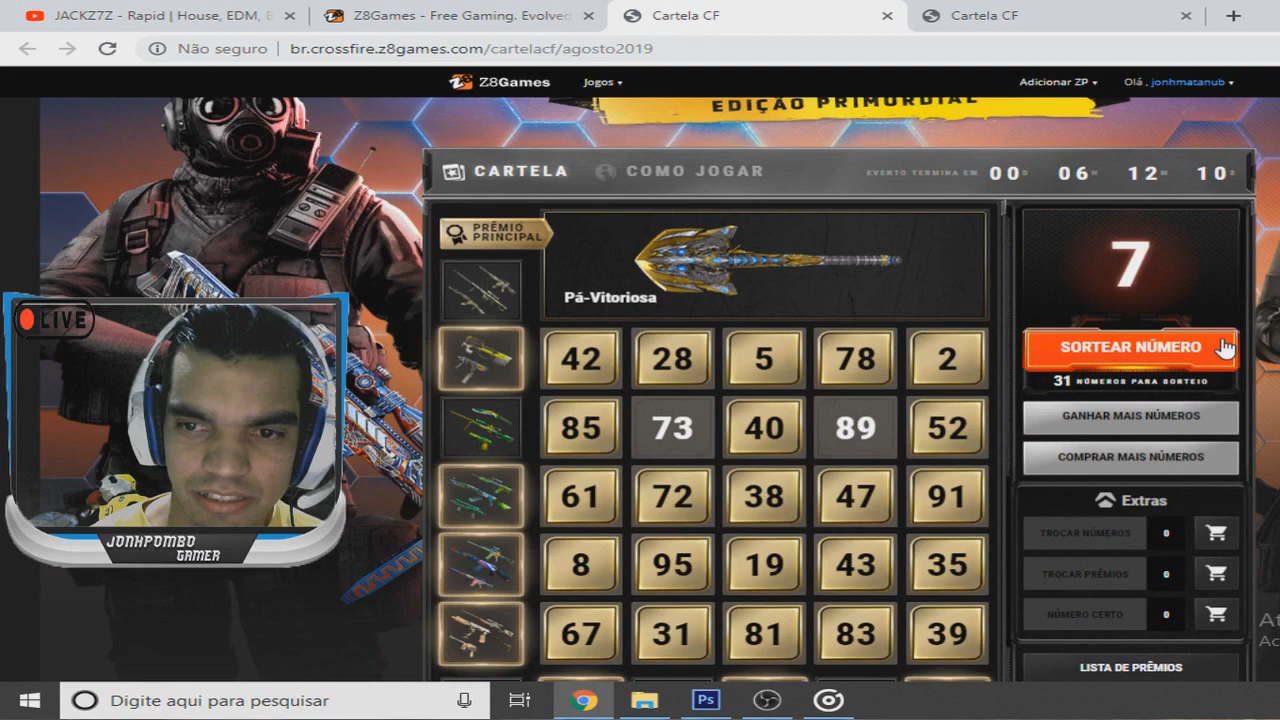 JACKZ7Z - Rapid | House, EDM, B
Z8Games - Free Gaming. Evolved
Cartela CF
Cartela CF
Não seguro
br.crossfire.z8games.com/cartelacf/agosto2019
Z8Games
Jogos
Adicionar ZP
Olá , jonhmatanub
EDIÇÃO PRIMORDIAL
CARTELA
COMO JOGAR
EVENTO TERMINA EM 00D 06H 12M 10S
PRÊMIO
PRINCIPAL
Pá-Vitoriosa
7
SORTEAR NÚMERO
31 NÚMEROS PARA SORTEIO
GANHAR MAIS NÚMEROS
COMPRAR MAIS NÚMEROS
Extras
TROCAR NÚMEROS 0
TROCAR PRÊMIOS 0
NÚMERO CERTO 0
LISTA DE PRÊMIOS
42 28 5 78 2
85 73 40 89 52
61 72 38 47 91
8 95 19 43 35
67 31 81 83 39
LIVE
JONHPOMBO
GAMER
Digite aqui para pesquisar
Ps